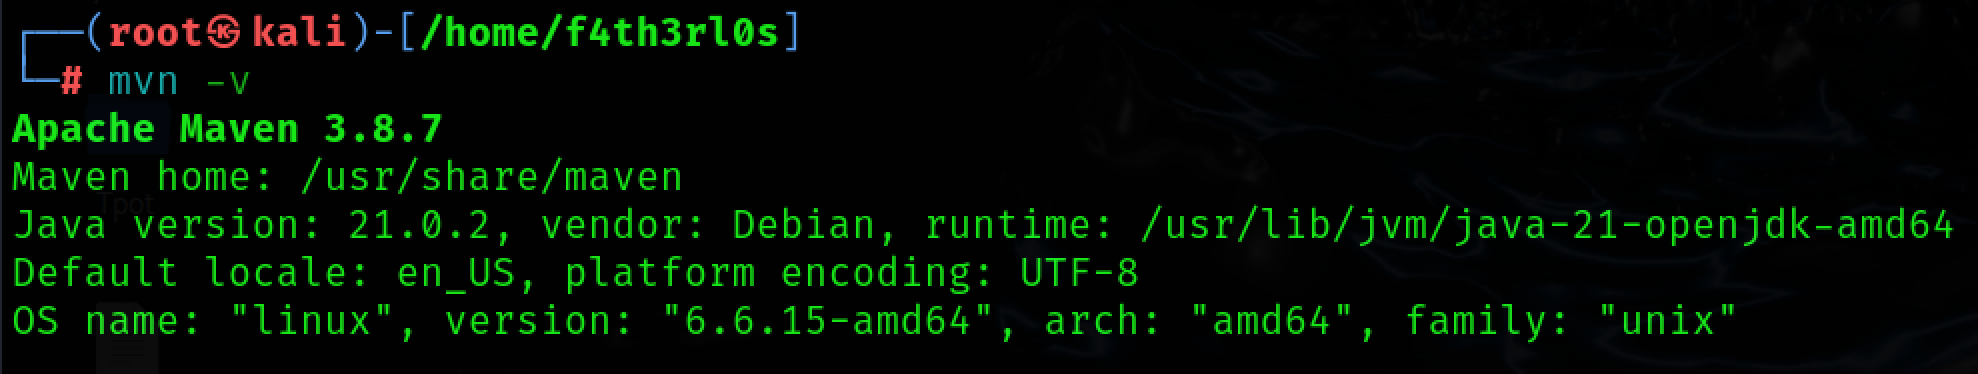 ┌──(root㉿kali)-[/home/f4th3rl0s]
└─# mvn -v
Apache Maven 3.8.7
Maven home: /usr/share/maven
Java version: 21.0.2, vendor: Debian, runtime: /usr/lib/jvm/java-21-openjdk-amd64
Default locale: en_US, platform encoding: UTF-8
OS name: "linux", version: "6.6.15-amd64", arch: "amd64", family: "unix"